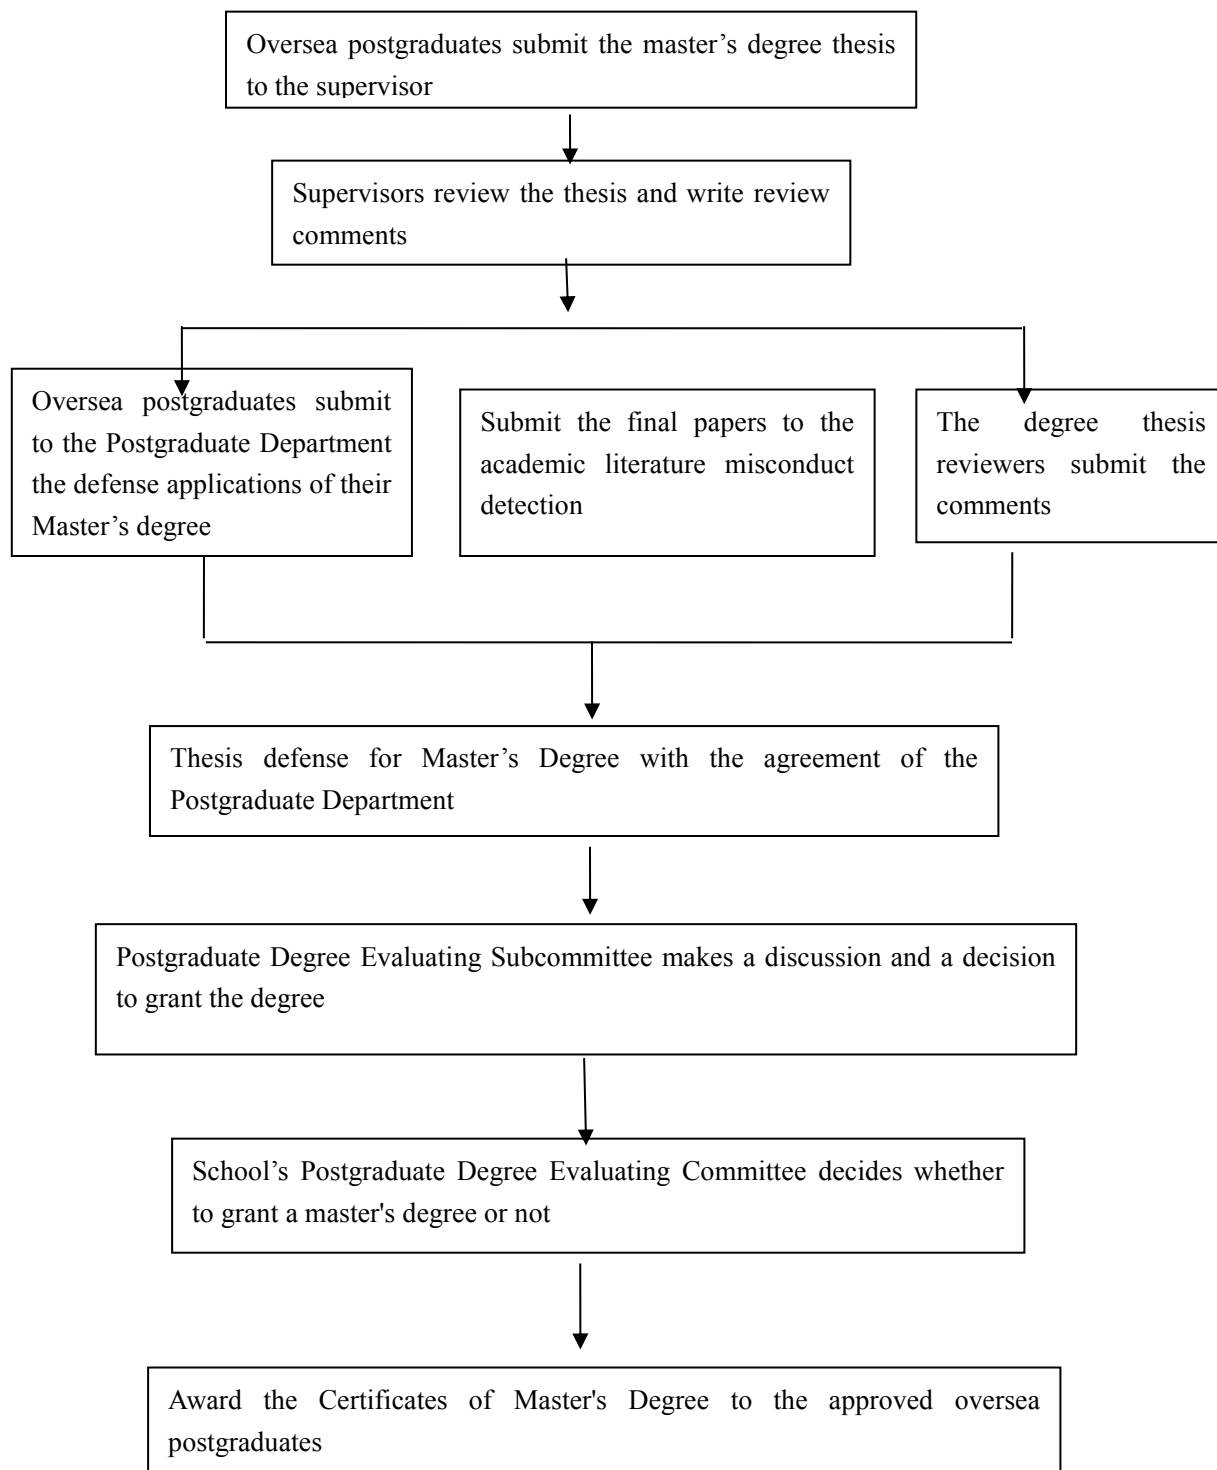 Oversea postgraduates submit the master’s degree thesis
to the supervisor
Supervisors review the thesis and write review
comments
Oversea postgraduates submit
to the Postgraduate Department
the defense applications of their
Master’s degree
Submit the final papers to the
academic literature misconduct
detection
The degree thesis
reviewers submit the
comments
Thesis defense for Master’s Degree with the agreement of the
Postgraduate Department
Postgraduate Degree Evaluating Subcommittee makes a discussion and a decision
to grant the degree
School’s Postgraduate Degree Evaluating Committee decides whether
to grant a master's degree or not
Award the Certificates of Master's Degree to the approved oversea
postgraduates